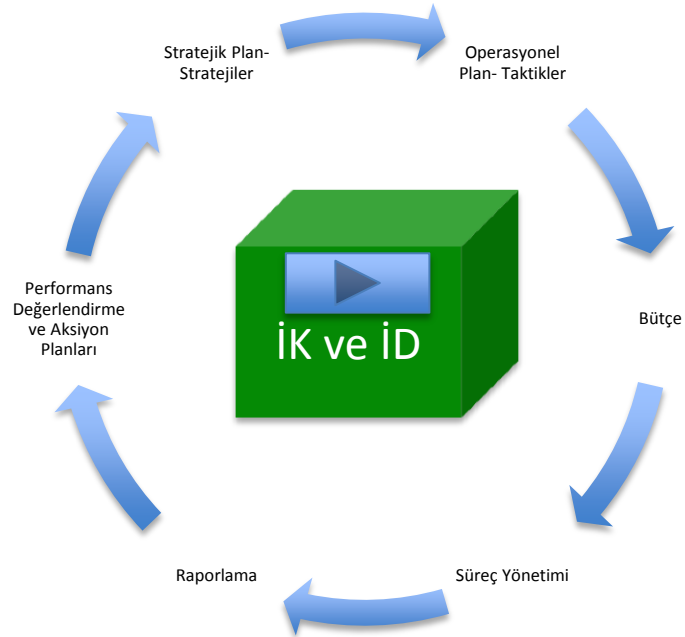 Stratejik Plan-
Stratejiler
Operasyonel
Plan- Taktikler
Bütçe
Süreç Yönetimi
Raporlama
Performans
Değerlendirme
ve Aksiyon
Planları
İK ve İD